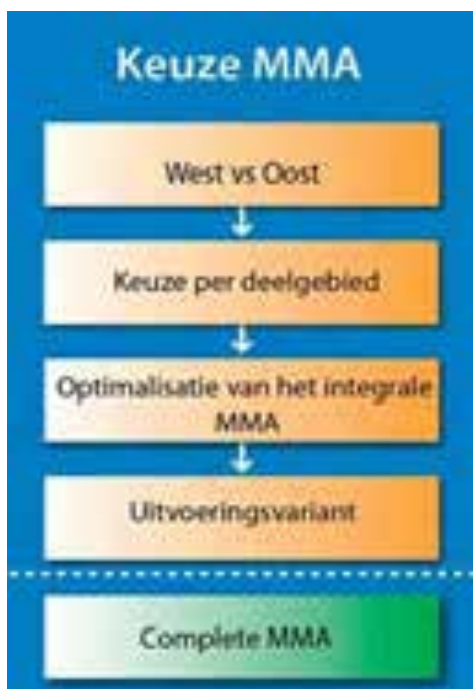 Keuze MMA
West vs Oost
Keuze per deelgebied
Optimalisatie van het integrale
MMA
Uitvoeringsvariant
Complete MMA